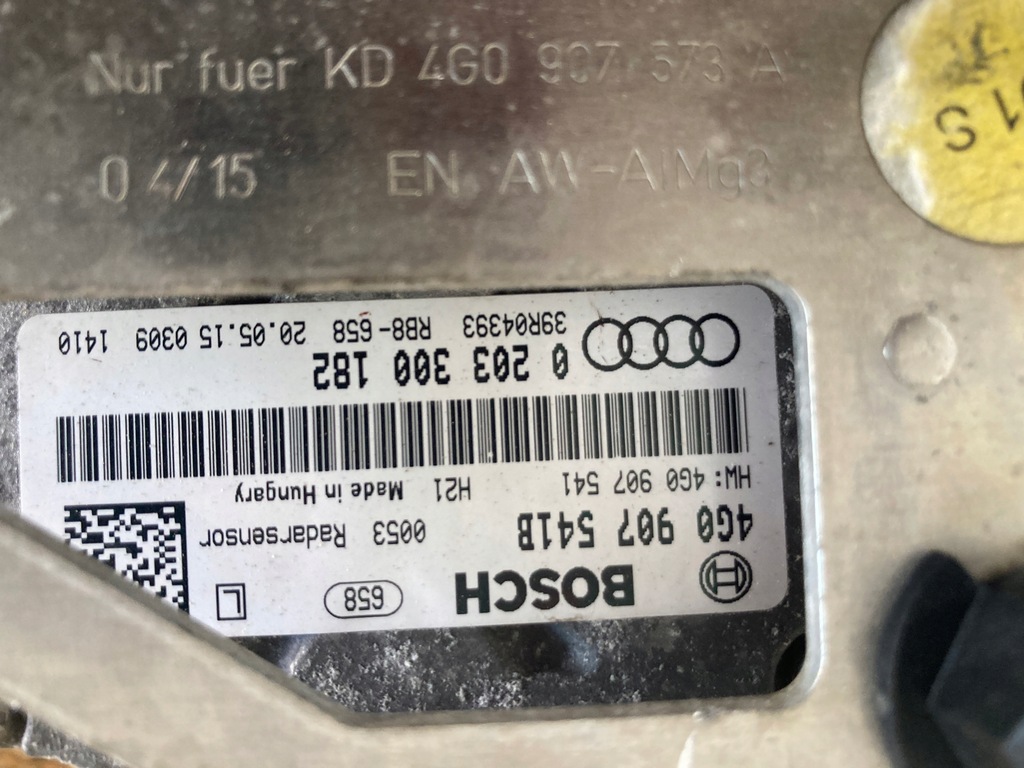 Nur fuer KD 4G0 907 573 A
04/15 EN AW-AlMg3
BOSCH 658 L
4G0 907 541B 0053 Radarsensor
HW: 4G0 907 541 H21 Made in Hungary
0 203 300 182
39R04393 RB8-658 20.05.15 0309 1410